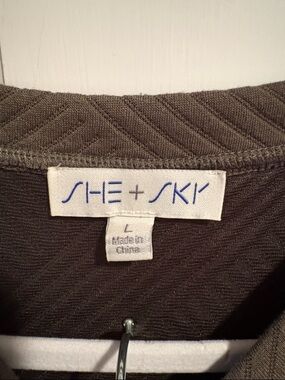 SHE + SKY
L
Made in
China